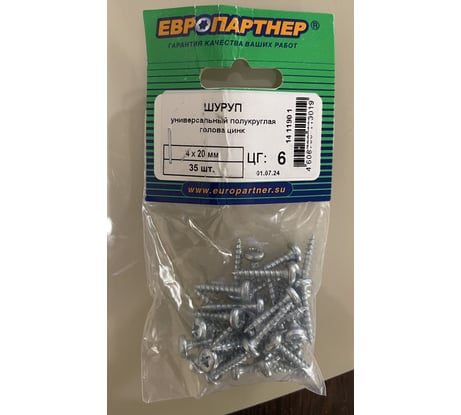 ЕВРОПАРТНЕР®
ГАРАНТИЯ КАЧЕСТВА ВАШИХ РАБОТ
ШУРУП
универсальный полукруглая
голова цинк
4 х 20 мм
35 шт.
ЦГ: 6
01.07.24
14 1190 1
www.europartner.su